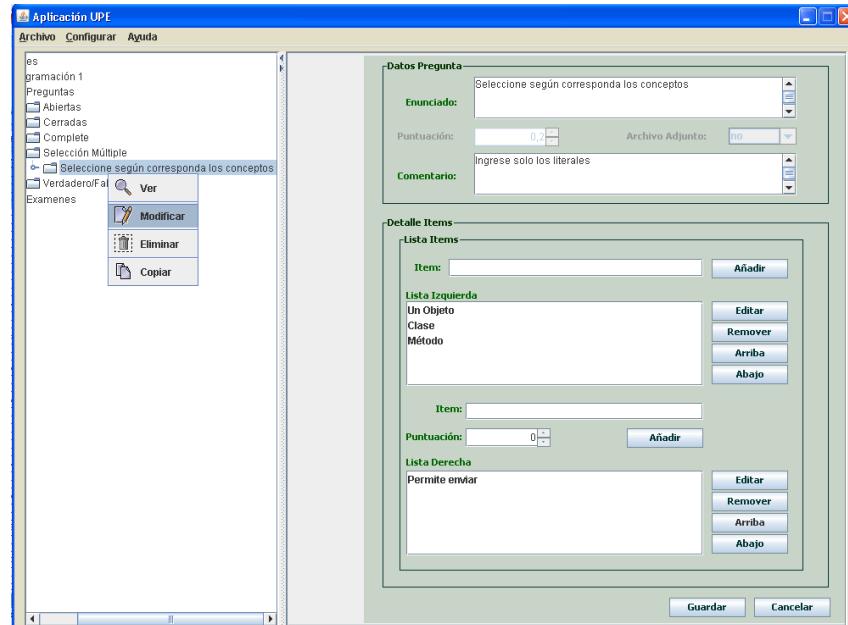 Aplicación UPE
Archivo Configurar Ayuda
es
gramación 1
Preguntas
Abiertas
Cerradas
Complete
Selección Múltiple
Seleccione según corresponda los conceptos
Verdadero/Fal
Examenes
Ver
Modificar
Eliminar
Copiar
Datos Pregunta
Enunciado: Seleccione según corresponda los conceptos
Puntuación: 0,2 Archivo Adjunto: no
Comentario: Ingrese solo los literales
Detalle Items
Lista Items
Item: Añadir
Lista Izquierda
Un Objeto Editar
Clase Remover
Método Arriba
Abajo
Item:
Puntuación: 0 Añadir
Lista Derecha
Permite enviar Editar
Remover
Arriba
Abajo
Guardar Cancelar